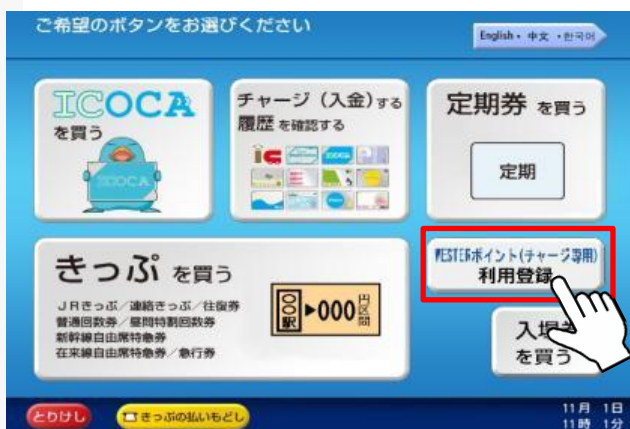 ご希望のボタンをお選びください
English・中文・한국어
ICOCA
を買う
ICOCA
チャージ(入金)する
履歴を確認する
定期券 を買う
定期
きっぷ を買う
JRきっぷ/連絡きっぷ/往復券
普通回数券/昼間特割回数券
新幹線自由席特急券
在来線自由席特急券/急行券
〇〇駅▶000円区間
WESTERポイント(チャージ専用)
利用登録
入場
を買う
とりけし
きっぷの払いもどし
11月 1日
11時 1分